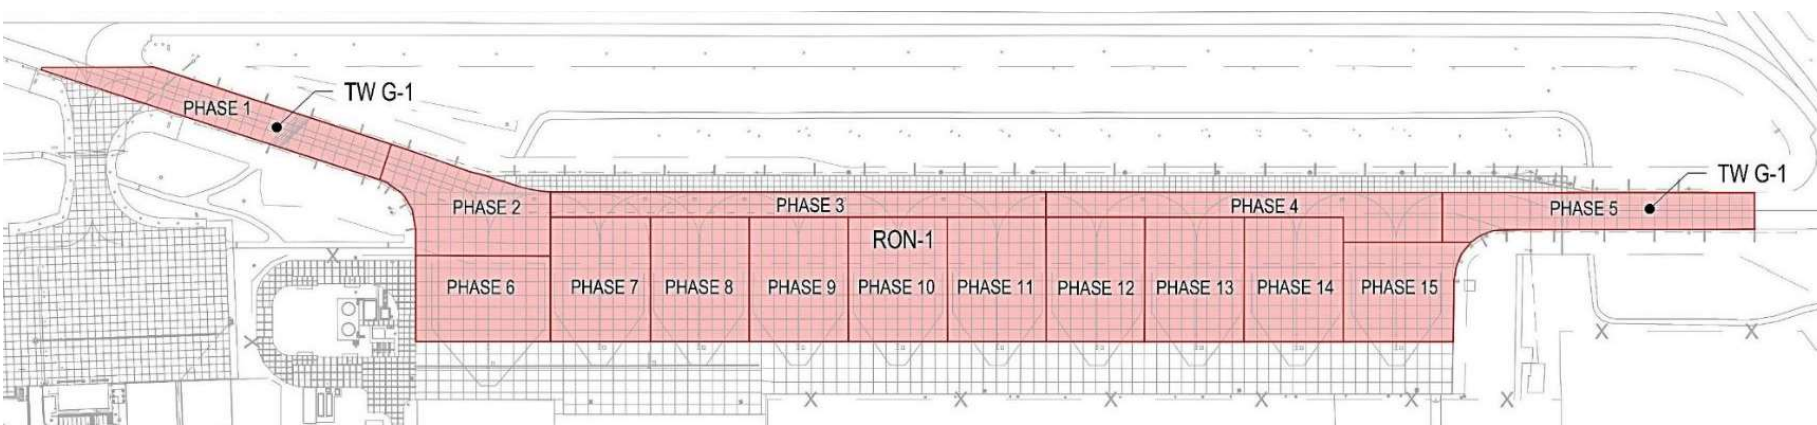 TW G-1
PHASE 1
TW G-1
PHASE 2
PHASE 3
PHASE 4
PHASE 5
RON-1
PHASE 6
PHASE 7
PHASE 8
PHASE 9
PHASE 10
PHASE 11
PHASE 12
PHASE 13
PHASE 14
PHASE 15
X
X
X
X
X
X
X
X
X
X